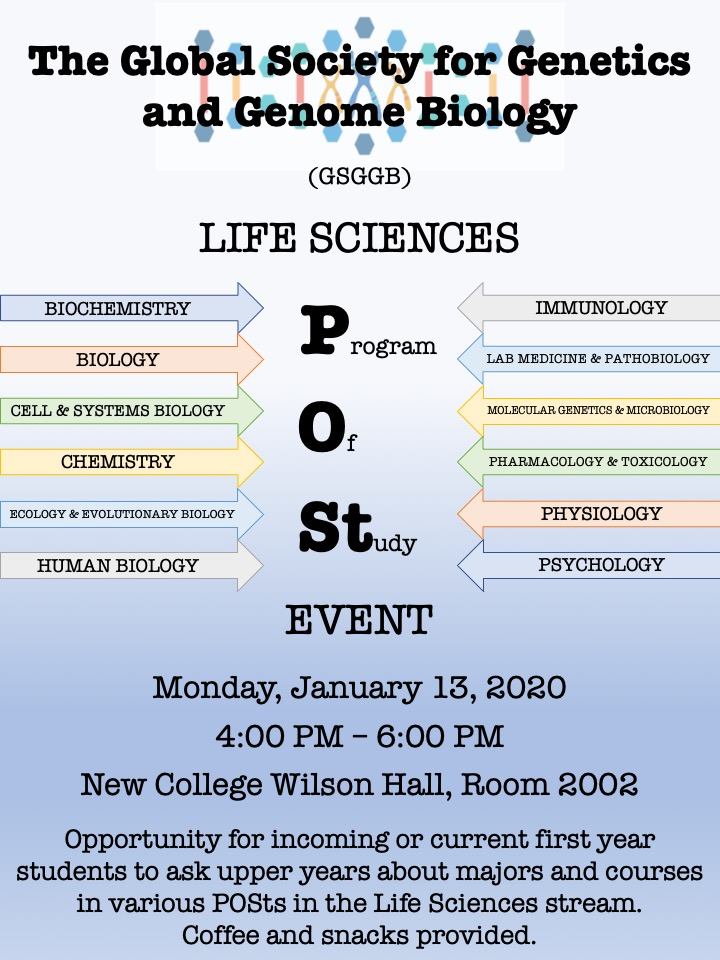 The Global Society for Genetics
and Genome Biology
(GSGGB)
LIFE SCIENCES
BIOCHEMISTRY
BIOLOGY
CELL & SYSTEMS BIOLOGY
CHEMISTRY
ECOLOGY & EVOLUTIONARY BIOLOGY
HUMAN BIOLOGY
Program
Of
Study
IMMUNOLOGY
LAB MEDICINE & PATHOBIOLOGY
MOLECULAR GENETICS & MICROBIOLOGY
PHARMACOLOGY & TOXICOLOGY
PHYSIOLOGY
PSYCHOLOGY
EVENT
Monday, January 13, 2020
4:00 PM – 6:00 PM
New College Wilson Hall, Room 2002
Opportunity for incoming or current first year
students to ask upper years about majors and courses
in various POSts in the Life Sciences stream.
Coffee and snacks provided.